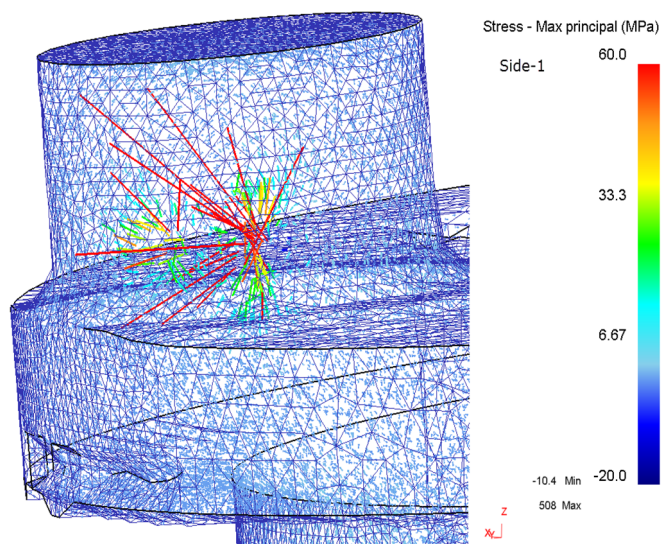 Stress - Max principal (MPa)
60.0
Side-1
33.3
6.67
-20.0
-10.4 Min
508 Max
Z
X Y